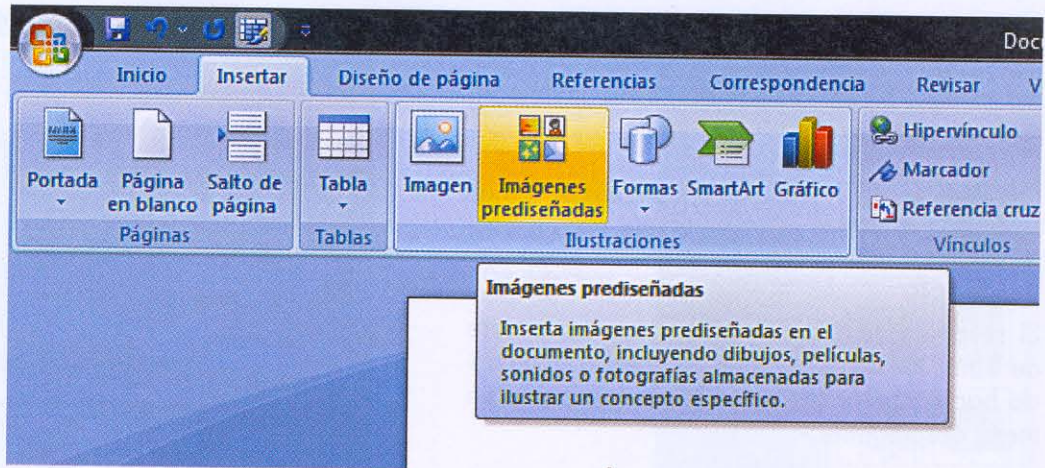 Docu
Inicio Insertar Diseño de página Referencias Correspondencia Revisar V
Portada
Página en blanco
Salto de página
Tabla
Imagen
Imágenes prediseñadas
Formas
SmartArt
Gráfico
Hipervínculo
Marcador
Referencia cruz
Páginas
Tablas
Ilustraciones
Vínculos
Imágenes prediseñadas
Inserta imágenes prediseñadas en el
documento, incluyendo dibujos, películas,
sonidos o fotografías almacenadas para
ilustrar un concepto específico.